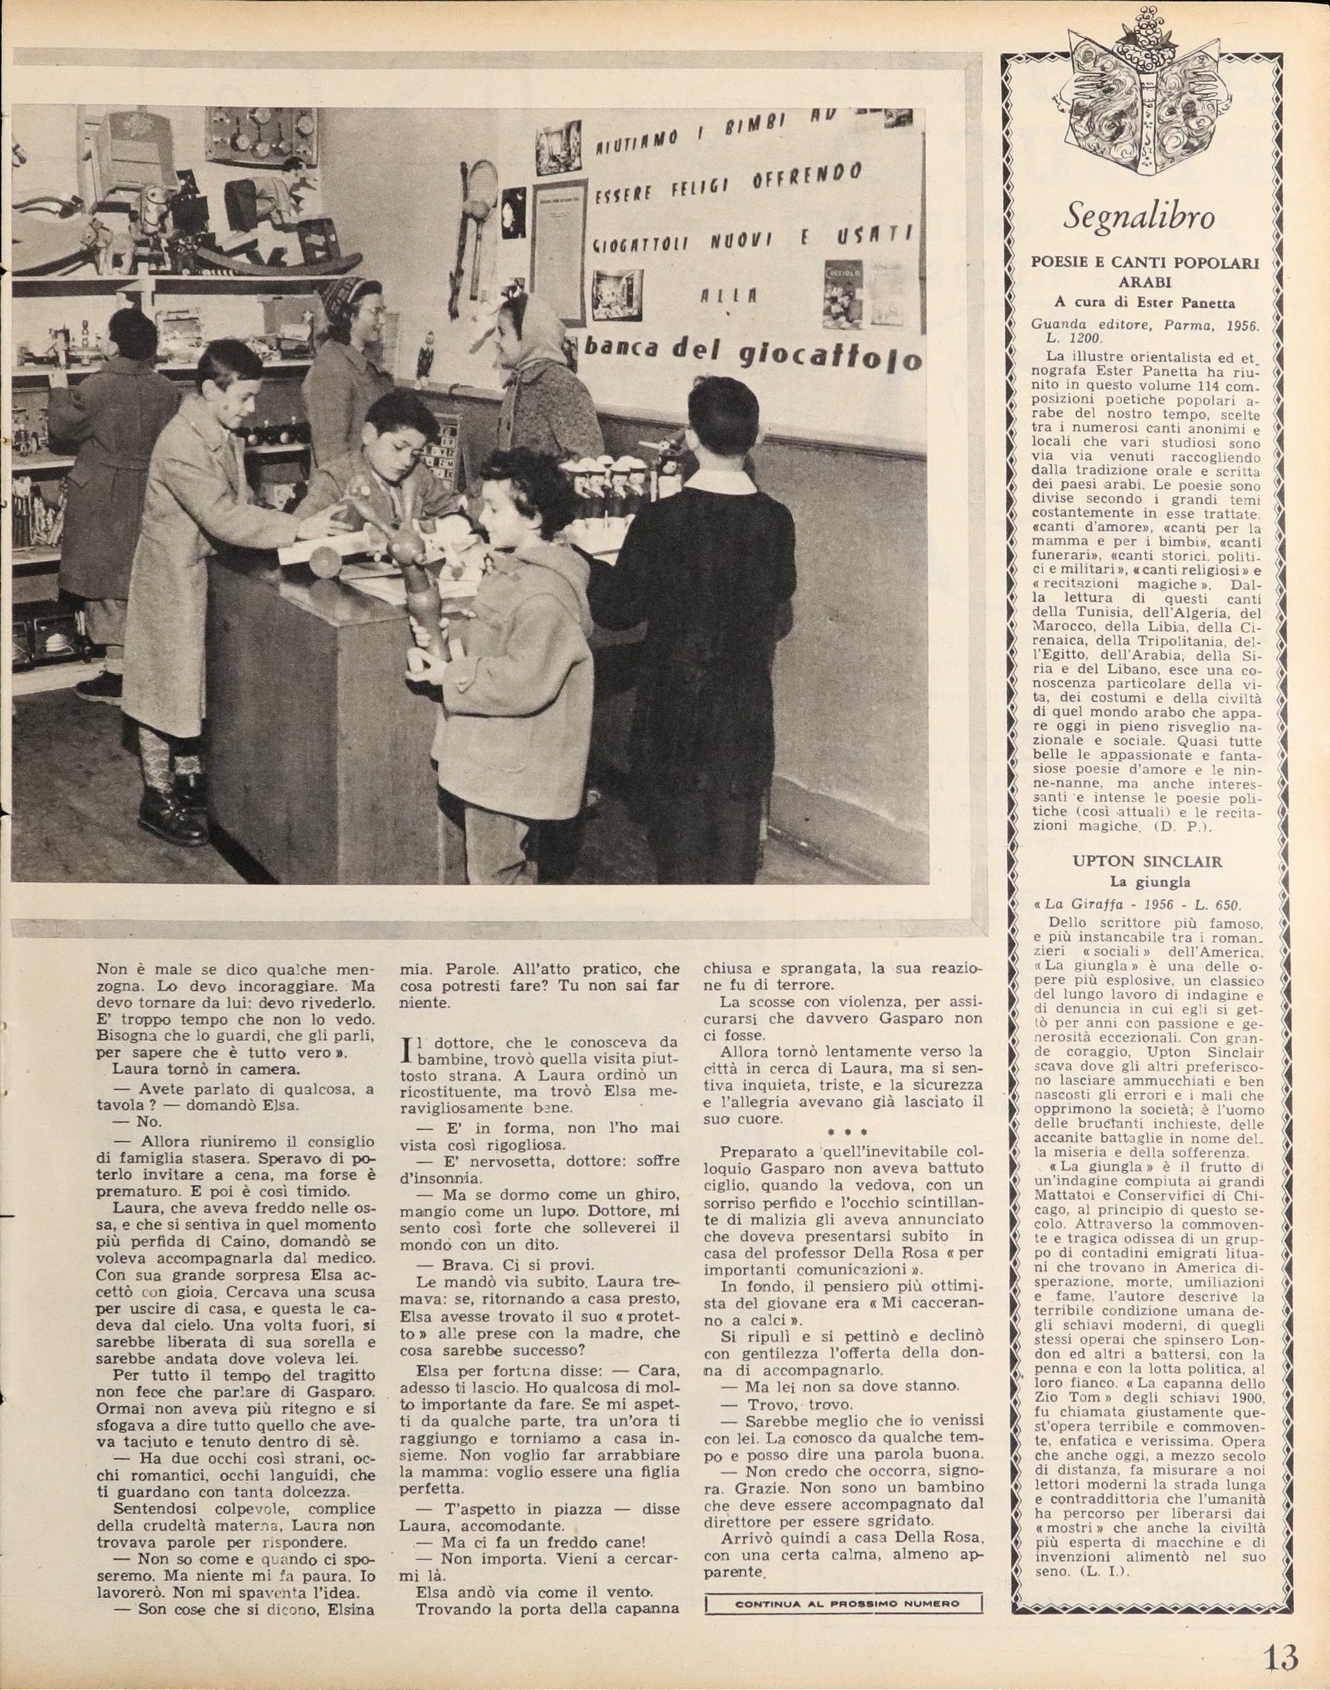 AIUTIAMO I BIMBI AD
ESSERE FELIGI OFFRENDO
GIOGATTOLI NUOVI E USATI
ALLA
banca del giocattolo
CUCCIOLO
Non è male se dico qualche men-
zogna. Lo devo incoraggiare. Ma
devo tornare da lui: devo rivederlo.
E' troppo tempo che non lo vedo.
Bisogna che lo guardi, che gli parli,
per sapere che è tutto vero ».
Laura tornò in camera.
— Avete parlato di qualcosa, a
tavola ? — domandò Elsa.
— No.
— Allora riuniremo il consiglio
di famiglia stasera. Speravo di po-
terlo invitare a cena, ma forse è
prematuro. E poi è così timido.
Laura, che aveva freddo nelle os-
sa, e che si sentiva in quel momento
più perfida di Caino, domandò se
voleva accompagnarla dal medico.
Con sua grande sorpresa Elsa ac-
cettò con gioia. Cercava una scusa
per uscire di casa, e questa le ca-
deva dal cielo. Una volta fuori, si
sarebbe liberata di sua sorella e
sarebbe andata dove voleva lei.
Per tutto il tempo del tragitto
non fece che parlare di Gasparo.
Ormai non aveva più ritegno e si
sfogava a dire tutto quello che ave-
va taciuto e tenuto dentro di sè.
— Ha due occhi così strani, oc-
chi romantici, occhi languidi, che
ti guardano con tanta dolcezza.
Sentendosi colpevole, complice
della crudeltà materna, Laura non
trovava parole per rispondere.
— Non so come e quando ci spo-
seremo. Ma niente mi fa paura. Io
lavorerò. Non mi spaventa l'idea.
— Son cose che si dicono, Elsina
mia. Parole. All'atto pratico, che
cosa potresti fare? Tu non sai far
niente.
Il dottore, che le conosceva da
bambine, trovò quella visita piut-
tosto strana. A Laura ordinò un
ricostituente, ma trovò Elsa me-
ravigliosamente bene.
— E' in forma, non l'ho mai
vista così rigogliosa.
— E' nervosetta, dottore: soffre
d'insonnia.
— Ma se dormo come un ghiro,
mangio come un lupo. Dottore, mi
sento così forte che solleverei il
mondo con un dito.
— Brava. Ci si provi.
Le mandò via subito. Laura tre-
mava: se, ritornando a casa presto,
Elsa avesse trovato il suo « protet-
to » alle prese con la madre, che
cosa sarebbe successo?
Elsa per fortuna disse: — Cara,
adesso ti lascio. Ho qualcosa di mol-
to importante da fare. Se mi aspet-
ti da qualche parte, tra un'ora ti
raggiungo e torniamo a casa in-
sieme. Non voglio far arrabbiare
la mamma: voglio essere una figlia
perfetta.
— T'aspetto in piazza — disse
Laura, accomodante.
— Ma ci fa un freddo cane!
— Non importa. Vieni a cercar-
mi là.
Elsa andò via come il vento.
Trovando la porta della capanna
chiusa e sprangata, la sua reazio-
ne fu di terrore.
La scosse con violenza, per assi-
curarsi che davvero Gasparo non
ci fosse.
Allora tornò lentamente verso la
città in cerca di Laura, ma si sen-
tiva inquieta, triste, e la sicurezza
e l'allegria avevano già lasciato il
suo cuore.
* * *
Preparato a quell'inevitabile col-
loquio Gasparo non aveva battuto
ciglio, quando la vedova, con un
sorriso perfido e l'occhio scintillan-
te di malizia gli aveva annunciato
che doveva presentarsi subito in
casa del professor Della Rosa « per
importanti comunicazioni ».
In fondo, il pensiero più ottimi-
sta del giovane era « Mi cacceran-
no a calci ».
Si ripulì e si pettinò e declinò
con gentilezza l'offerta della don-
na di accompagnarlo.
— Ma lei non sa dove stanno.
— Trovo, trovo.
— Sarebbe meglio che io venissi
con lei. La conosco da qualche tem-
po e posso dire una parola buona.
— Non credo che occorra, signo-
ra. Grazie. Non sono un bambino
che deve essere accompagnato dal
direttore per essere sgridato.
Arrivò quindi a casa Della Rosa,
con una certa calma, almeno ap-
parente.
CONTINUA AL PROSSIMO NUMERO
Segnalibro
POESIE E CANTI POPOLARI
ARABI
A cura di Ester Panetta
Guanda editore, Parma, 1956.
L. 1200.
La illustre orientalista ed et_
nografa Ester Panetta ha riu-
nito in questo volume 114 com-
posizioni poetiche popolari a-
rabe del nostro tempo, scelte
tra i numerosi canti anonimi e
locali che vari studiosi sono
via via venuti raccogliendo
dalla tradizione orale e scritta
dei paesi arabi. Le poesie sono
divise secondo i grandi temi
costantemente in esse trattate.
«canti d'amore», «canti per la
mamma e per i bimbi», «canti
funerari», «canti storici, politi-
ci e militari», «canti religiosi» e
« recitazioni magiche ». Dal-
la lettura di questi canti
della Tunisia, dell'Algeria, del
Marocco, della Libia, della Ci-
renaica, della Tripolitania, del-
l'Egitto, dell'Arabia, della Si-
ria e del Libano, esce una co-
noscenza particolare della vi-
ta, dei costumi e della civiltà
di quel mondo arabo che appa-
re oggi in pieno risveglio na-
zionale e sociale. Quasi tutte
belle le appassionate e fanta-
siose poesie d'amore e le nin-
ne-nanne, ma anche interes-
santi e intense le poesie poli-
tiche (così attuali) e le recita-
zioni magiche. (D. P.).
UPTON SINCLAIR
La giungla
« La Giraffa - 1956 - L. 650.
Dello scrittore più famoso,
e più instancabile tra i roman_
zieri « sociali » dell'America,
« La giungla » è una delle o-
pere più esplosive, un classico
del lungo lavoro di indagine e
di denuncia in cui egli si get-
tò per anni con passione e ge-
nerosità eccezionali. Con gran-
de coraggio, Upton Sinclair
scava dove gli altri preferisco-
no lasciare ammucchiati e ben
nascosti gli errori e i mali che
opprimono la società; è l'uomo
delle brucianti inchieste, delle
accanite battaglie in nome del_
la miseria e della sofferenza.
« La giungla » è il frutto di
un'indagine compiuta ai grandi
Mattatoi e Conservifici di Chi-
cago, al principio di questo se-
colo. Attraverso la commoven-
te e tragica odissea di un grup-
po di contadini emigrati litua-
ni che trovano in America di-
sperazione, morte, umiliazioni
e fame, l'autore descrive la
terribile condizione umana de-
gli schiavi moderni, di quegli
stessi operai che spinsero Lon-
don ed altri a battersi, con la
penna e con la lotta politica, al
loro fianco. « La capanna dello
Zio Tom » degli schiavi 1900,
fu chiamata giustamente que-
st'opera terribile e commoven-
te, enfatica e verissima. Opera
che anche oggi, a mezzo secolo
di distanza, fa misurare a noi
lettori moderni la strada lunga
e contraddittoria che l'umanità
ha percorso per liberarsi dai
« mostri » che anche la civiltà
più esperta di macchine e di
invenzioni alimentò nel suo
seno. (L. I.).
13